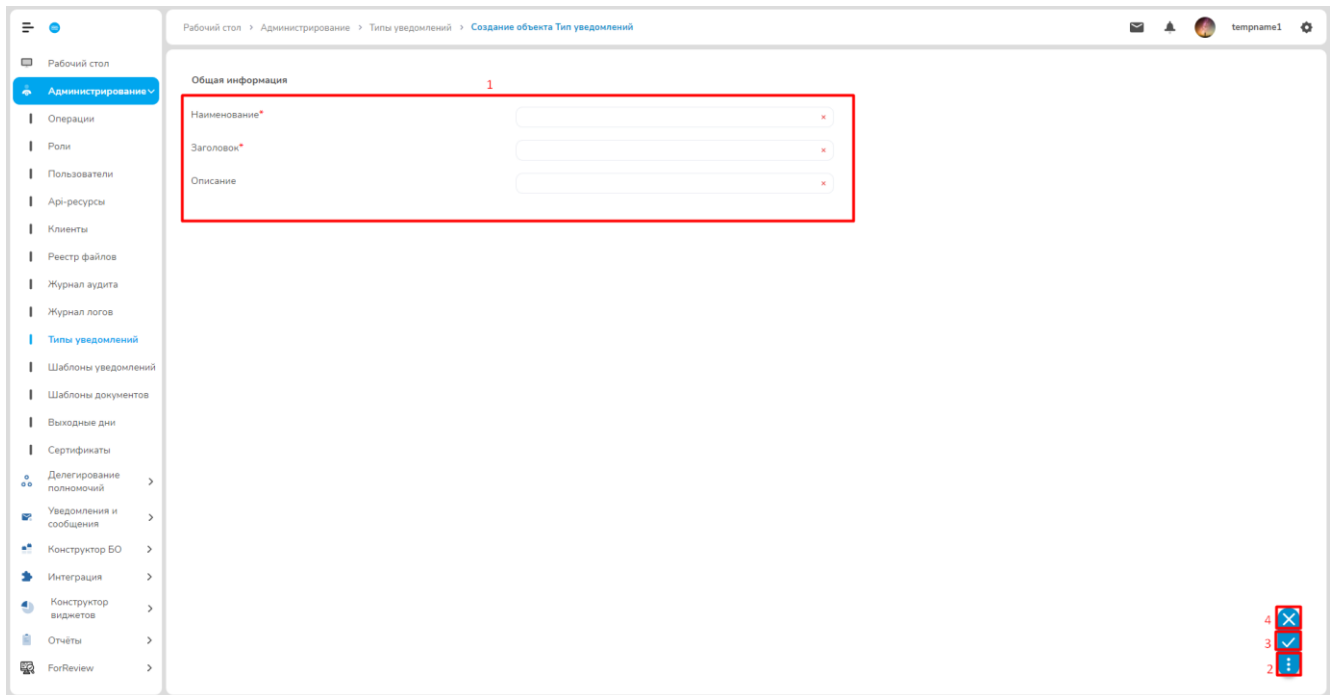 Рабочий стол > Администрирование > Типы уведомлений > Создание объекта Тип уведомлений
tempname1
Рабочий стол
Администрирование
Операции
Роли
Пользователи
Api-ресурсы
Клиенты
Реестр файлов
Журнал аудита
Журнал логов
Типы уведомлений
Шаблоны уведомлений
Шаблоны документов
Выходные дни
Сертификаты
Делегирование
полномочий
Уведомления и
сообщения
Конструктор БО
Интеграция
Конструктор
виджетов
Отчёты
ForReview
Общая информация
1
Наименование*
Заголовок*
Описание
4
3
2